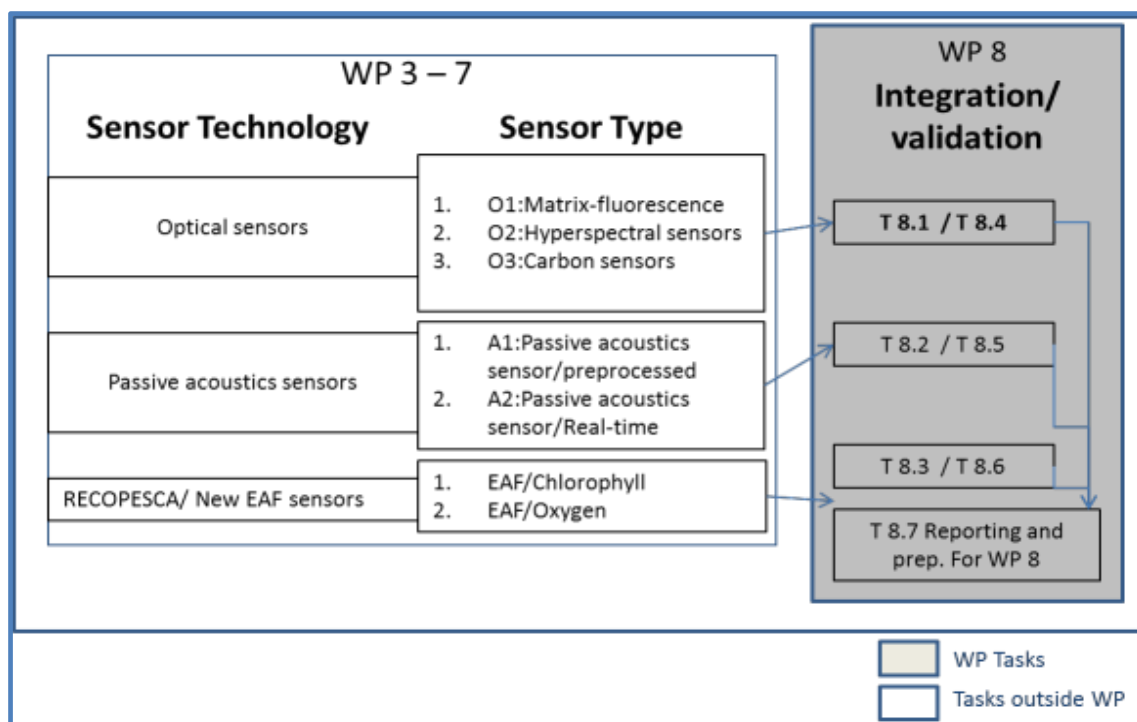 WP 3 – 7
Sensor Technology
Sensor Type
Optical sensors
1. O1:Matrix-fluorescence
2. O2:Hyperspectral sensors
3. O3:Carbon sensors
Passive acoustics sensors
1. A1:Passive acoustics
sensor/preprocessed
2. A2:Passive acoustics
sensor/Real-time
RECOPESCA/ New EAF sensors
1. EAF/Chlorophyll
2. EAF/Oxygen
WP 8
Integration/
validation
T 8.1 / T 8.4
T 8.2 / T 8.5
T 8.3 / T 8.6
T 8.7 Reporting and
prep. For WP 8
WP Tasks
Tasks outside WP